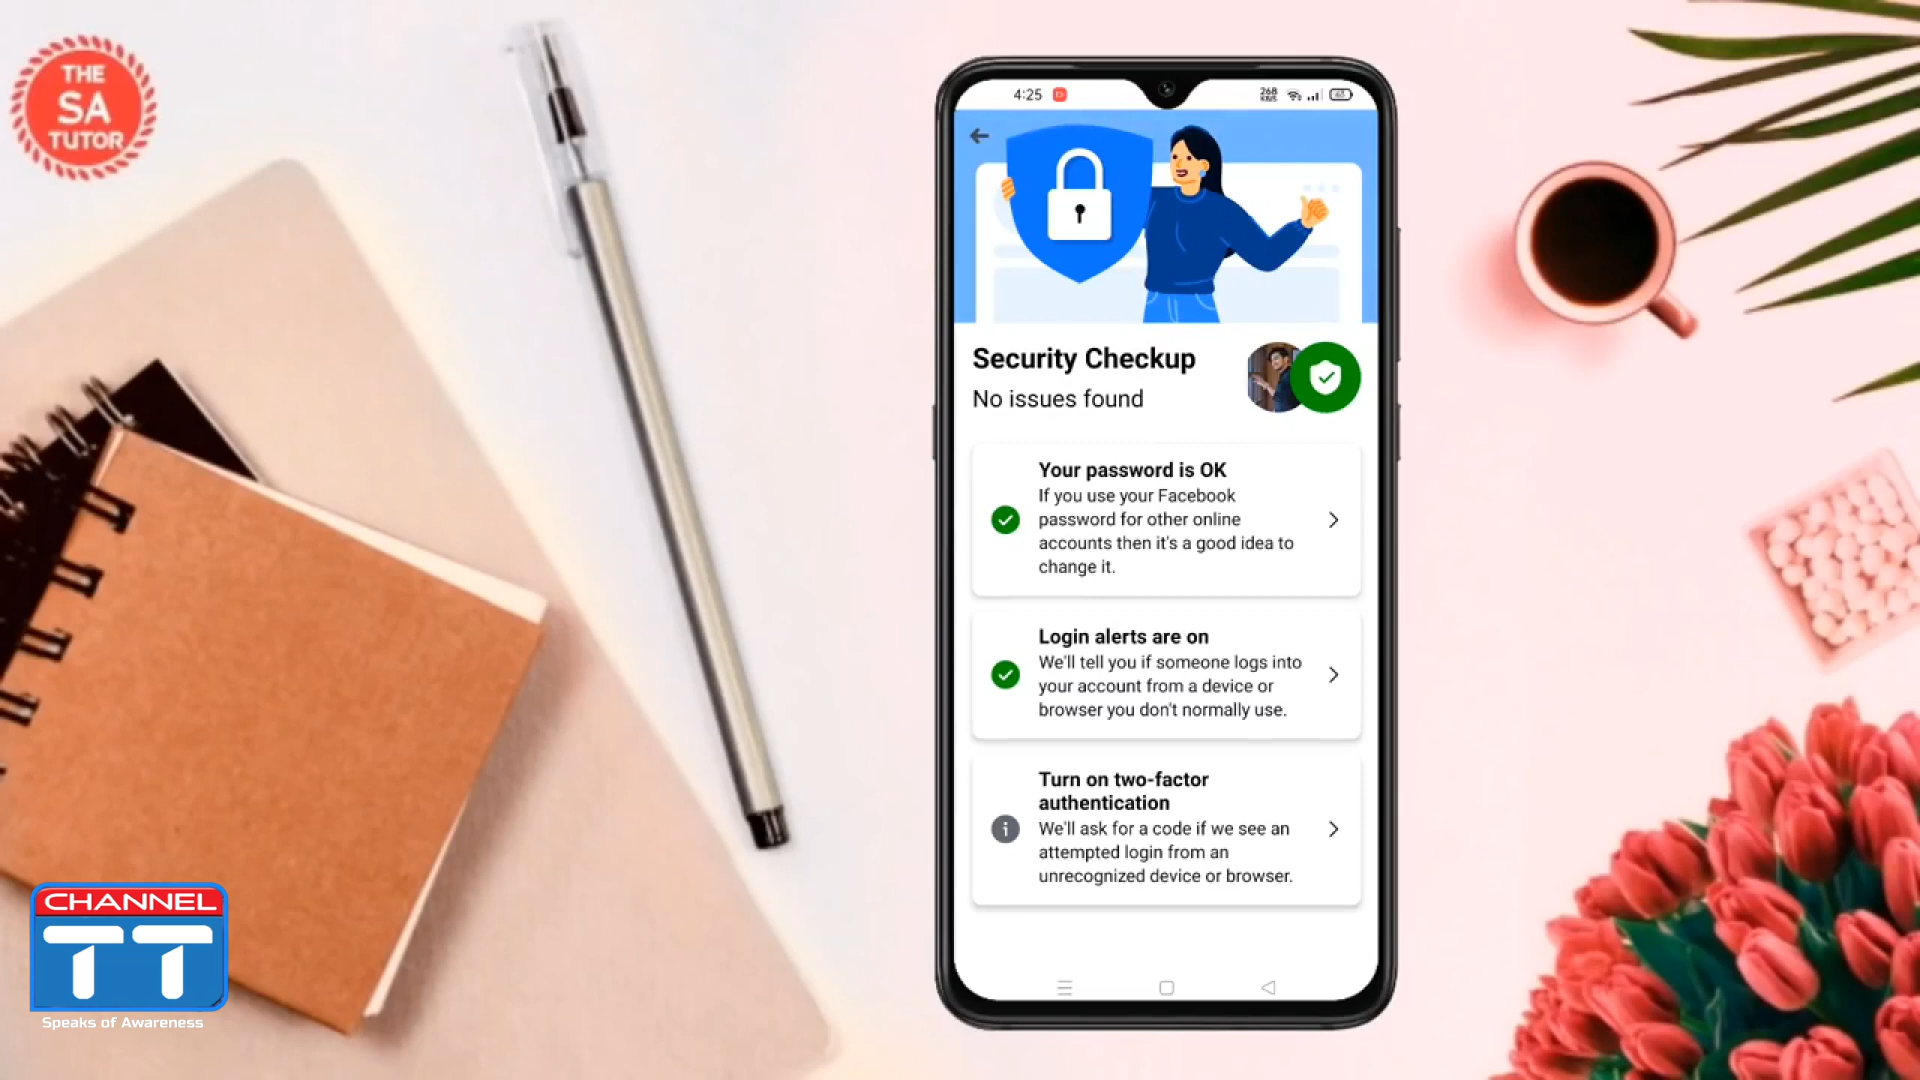 THE
SA
TUTOR
4:25
268
KB/S
Security Checkup
No issues found
Your password is OK
If you use your Facebook
password for other online
accounts then it's a good idea to
change it.
Login alerts are on
We'll tell you if someone logs into
your account from a device or
browser you don't normally use.
Turn on two-factor
authentication
We'll ask for a code if we see an
attempted login from an
unrecognized device or browser.
CHANNEL
TT
Speaks of Awareness